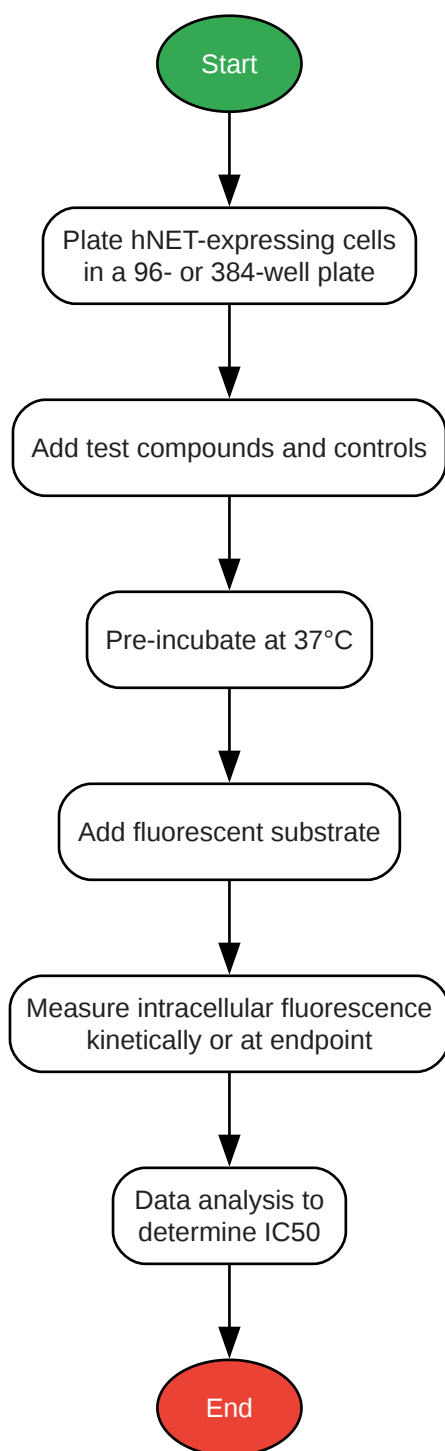 Start
Plate hNET-expressing cells
in a 96- or 384-well plate
Add test compounds and controls
Pre-incubate at 37°C
Add fluorescent substrate
Measure intracellular fluorescence
kinetically or at endpoint
Data analysis to
determine IC50
End